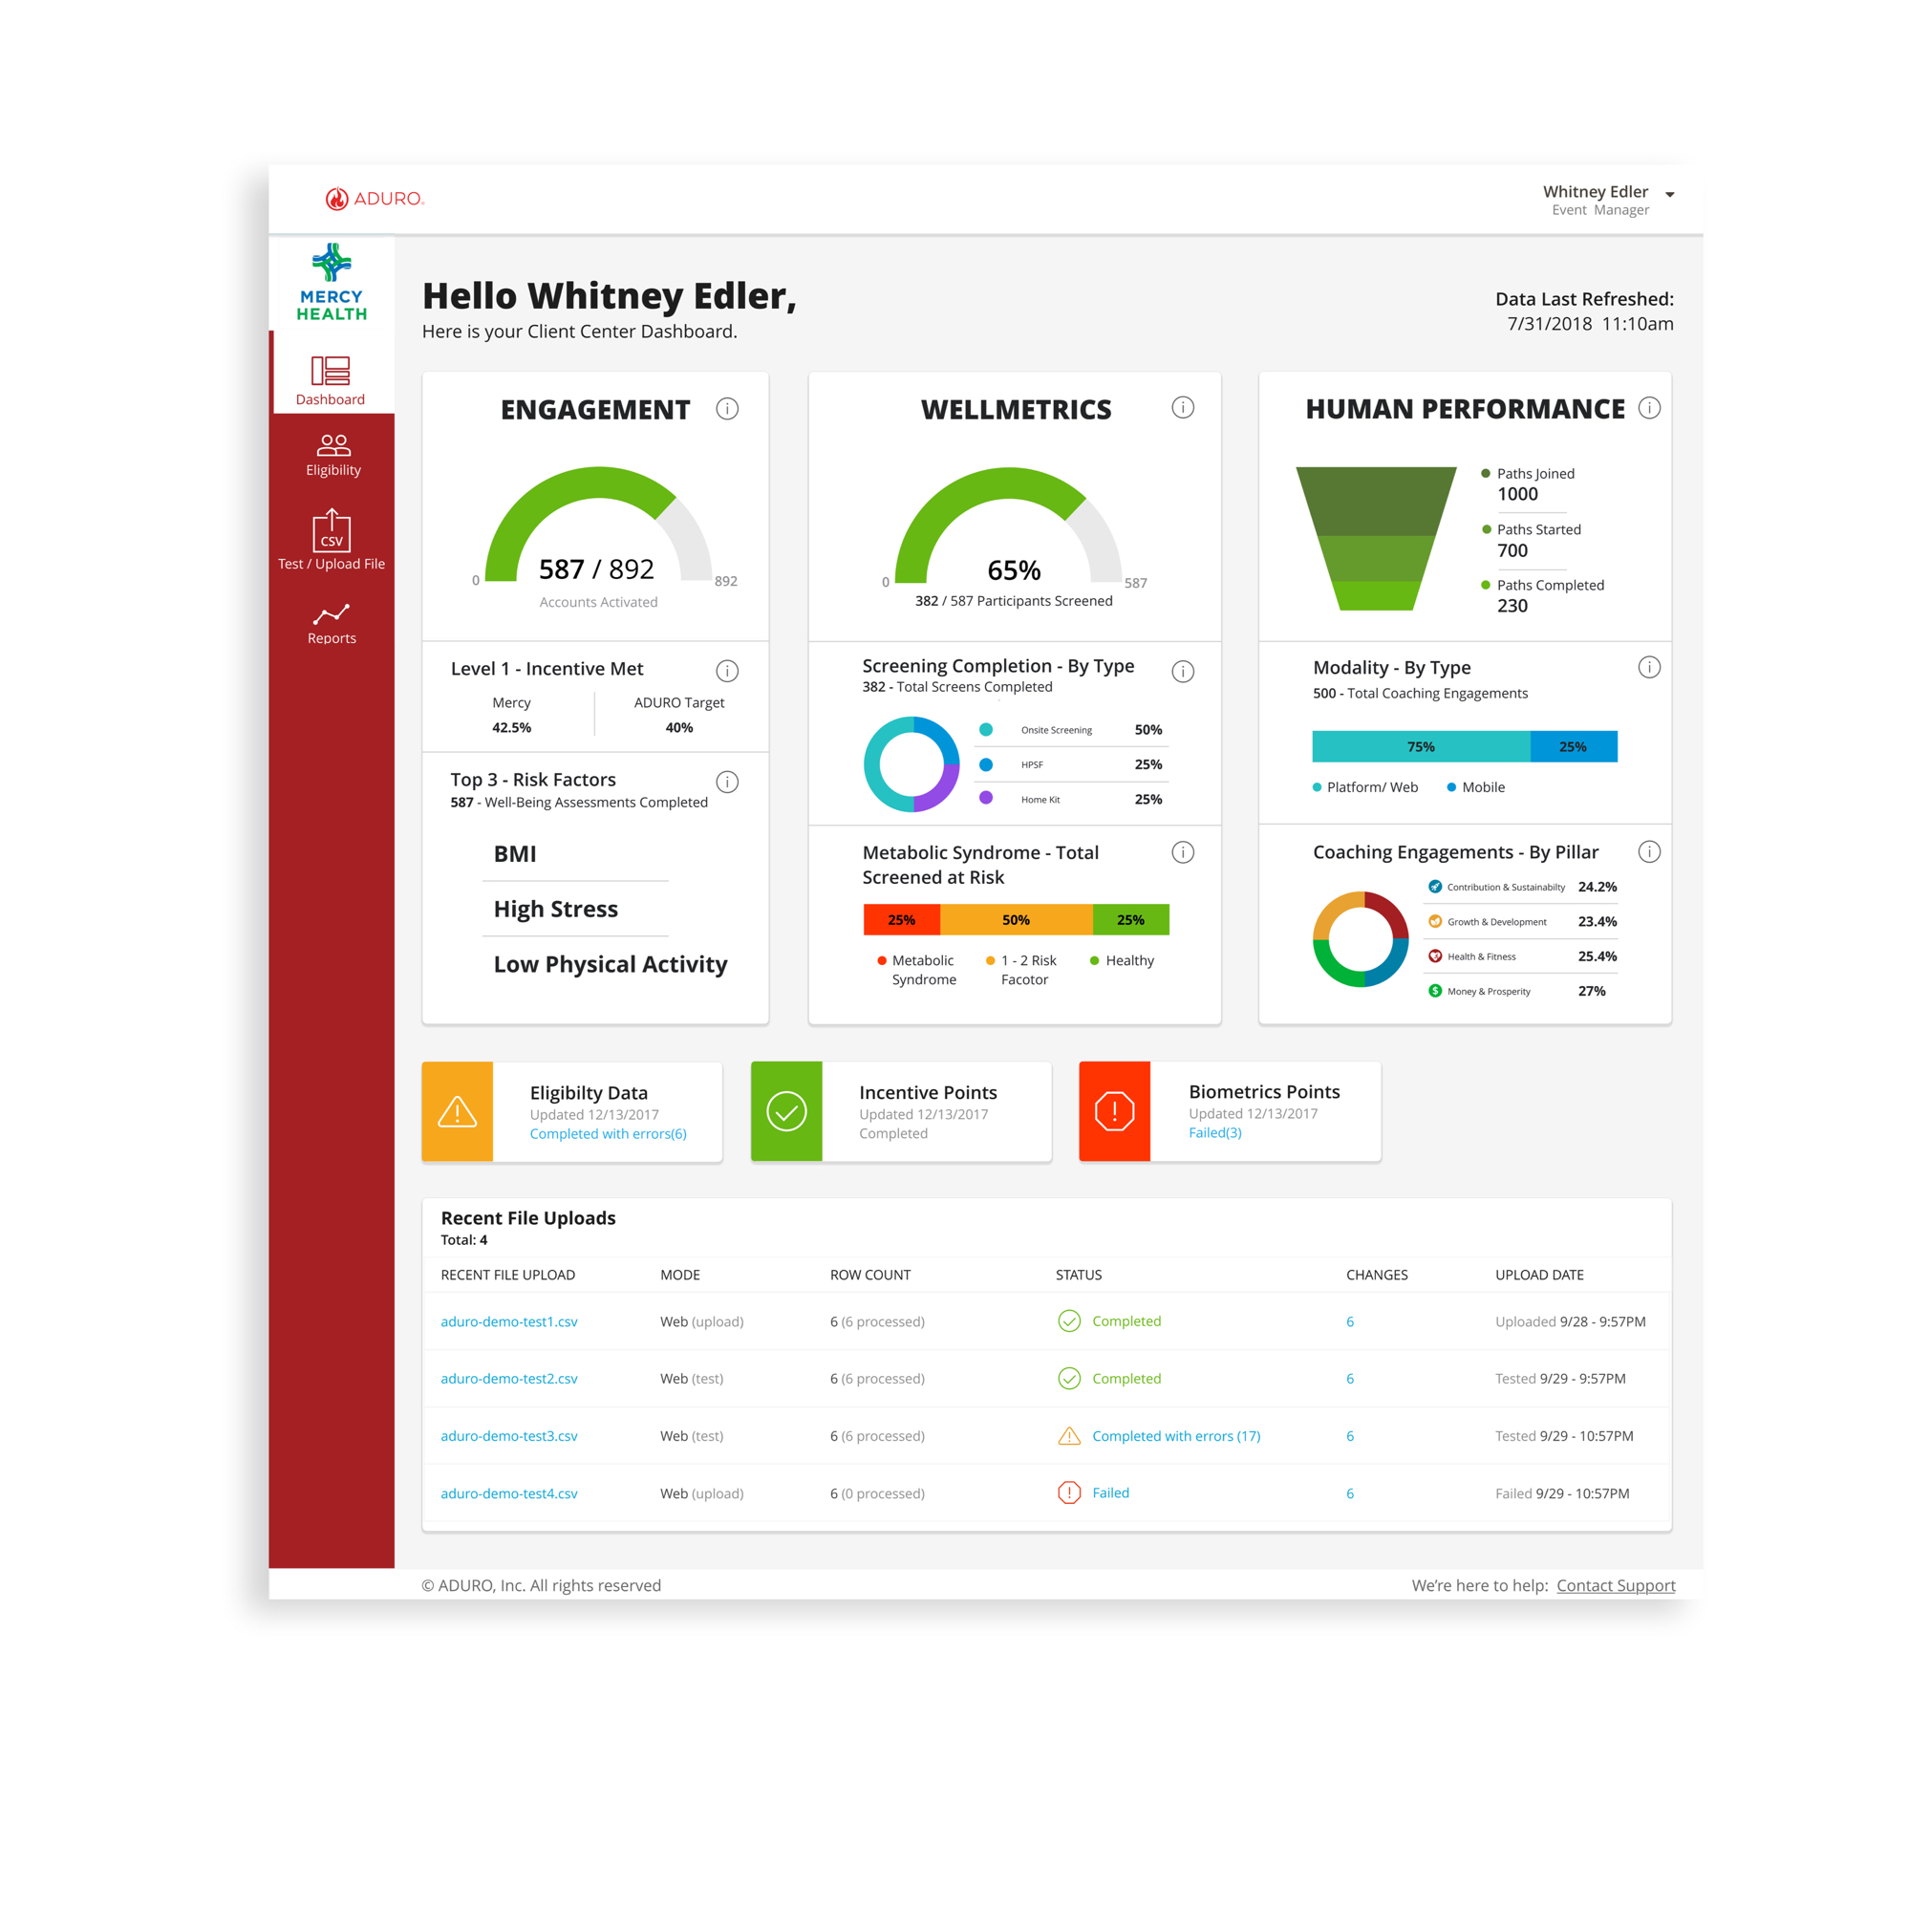 ADURO®
Whitney Edler
Event Manager
MERCY
HEALTH
Dashboard
Eligibility
CSV
Test / Upload File
Reports
Hello Whitney Edler,
Here is your Client Center Dashboard.
Data Last Refreshed:
7/31/2018 11:10am
ENGAGEMENT
587 / 892
0
892
Accounts Activated
Level 1 - Incentive Met
Mercy
42.5%
ADURO Target
40%
Top 3 - Risk Factors
587 - Well-Being Assessments Completed
BMI
High Stress
Low Physical Activity
WELLMETRICS
65%
0
587
382 / 587 Participants Screened
Screening Completion - By Type
382 - Total Screens Completed
Onsite Screening 50%
HPSF 25%
Home Kit 25%
Metabolic Syndrome - Total
Screened at Risk
25% 50% 25%
Metabolic
Syndrome
1 - 2 Risk
Facotor
Healthy
HUMAN PERFORMANCE
Paths Joined
1000
Paths Started
700
Paths Completed
230
Modality - By Type
500 - Total Coaching Engagements
75% 25%
Platform/ Web Mobile
Coaching Engagements - By Pillar
Contribution & Sustainabilty 24.2%
Growth & Development 23.4%
Health & Fitness 25.4%
$ Money & Prosperity 27%
Eligibilty Data
Updated 12/13/2017
Completed with errors(6)
Incentive Points
Updated 12/13/2017
Completed
Biometrics Points
Updated 12/13/2017
Failed(3)
Recent File Uploads
Total: 4
RECENT FILE UPLOAD MODE ROW COUNT STATUS CHANGES UPLOAD DATE
aduro-demo-test1.csv Web (upload) 6 (6 processed) Completed 6 Uploaded 9/28 - 9:57PM
aduro-demo-test2.csv Web (test) 6 (6 processed) Completed 6 Tested 9/29 - 9:57PM
aduro-demo-test3.csv Web (test) 6 (6 processed) Completed with errors (17) 6 Tested 9/29 - 10:57PM
aduro-demo-test4.csv Web (upload) 6 (0 processed) Failed 6 Failed 9/29 - 10:57PM
© ADURO, Inc. All rights reserved
We're here to help: Contact Support